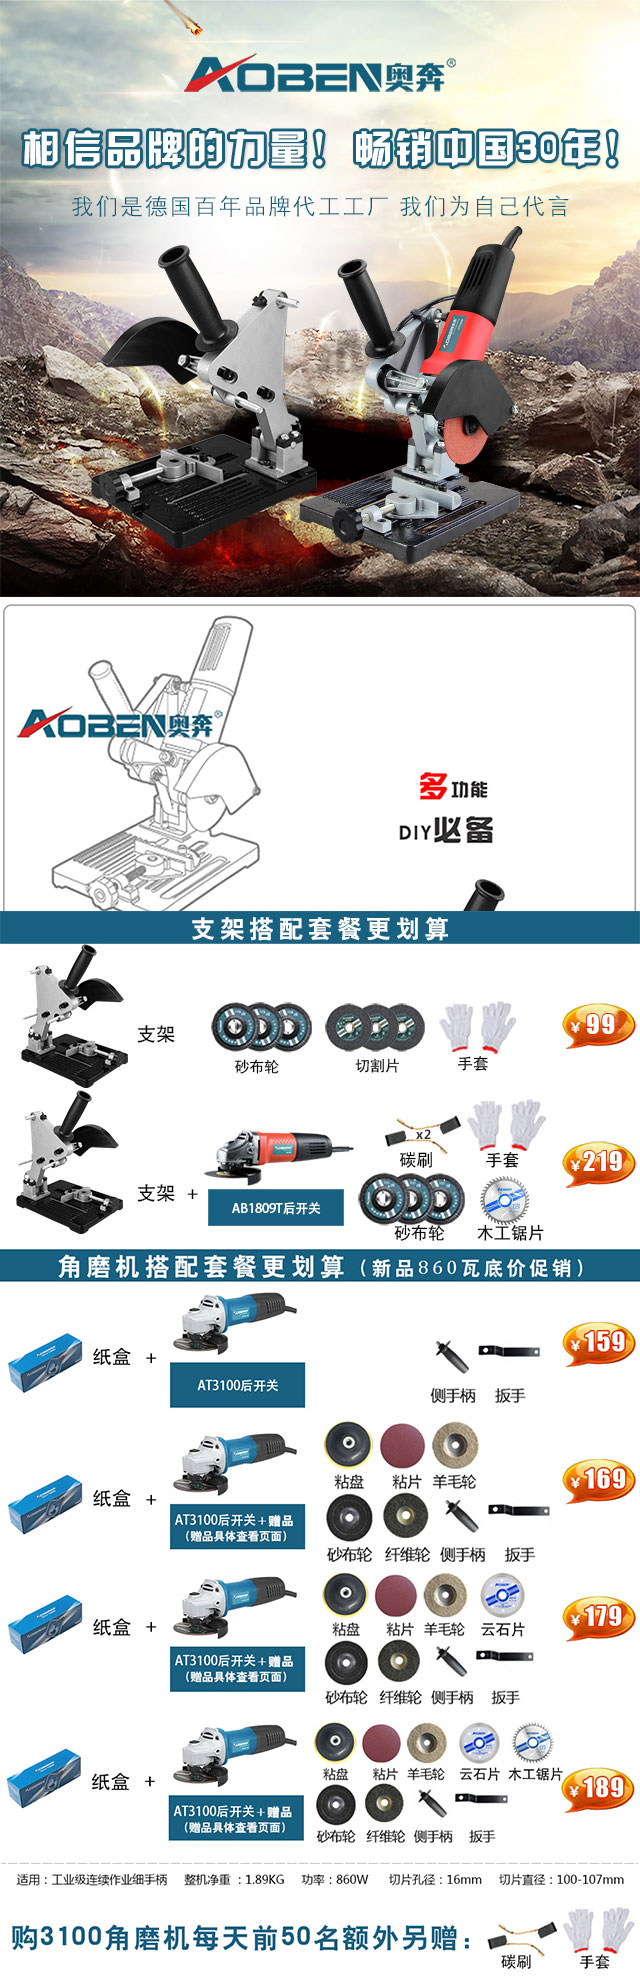 AOBEN奥奔®
相信品牌的力量！畅销中国30年！
我们是德国百年品牌代工工厂 我们为自己代言
AOBEN奥奔®
多功能
DIY必备
支架搭配套餐更划算
支架
砂布轮
切割片
手套
¥99
支架 +
AB1809T后开关
x2
碳刷
手套
砂布轮
木工锯片
¥219
角磨机搭配套餐更划算（新品860瓦底价促销）
纸盒 +
AT3100后开关
侧手柄 扳手
¥159
纸盒 +
AT3100后开关+赠品
（赠品具体查看页面）
粘盘 粘片 羊毛轮
砂布轮 纤维轮 侧手柄 扳手
¥169
纸盒 +
AT3100后开关+赠品
（赠品具体查看页面）
粘盘 粘片 羊毛轮 云石片
砂布轮 纤维轮 侧手柄 扳手
¥179
纸盒 +
AT3100后开关+赠品
（赠品具体查看页面）
粘盘 粘片 羊毛轮 云石片 木工锯片
砂布轮 纤维轮 侧手柄 扳手
¥189
适用：工业级连续作业细手柄 整机净重：1.89KG 功率：860W 切片孔径：16mm 切片直径：100-107mm
购3100角磨机每天前50名额外另赠：
碳刷 手套